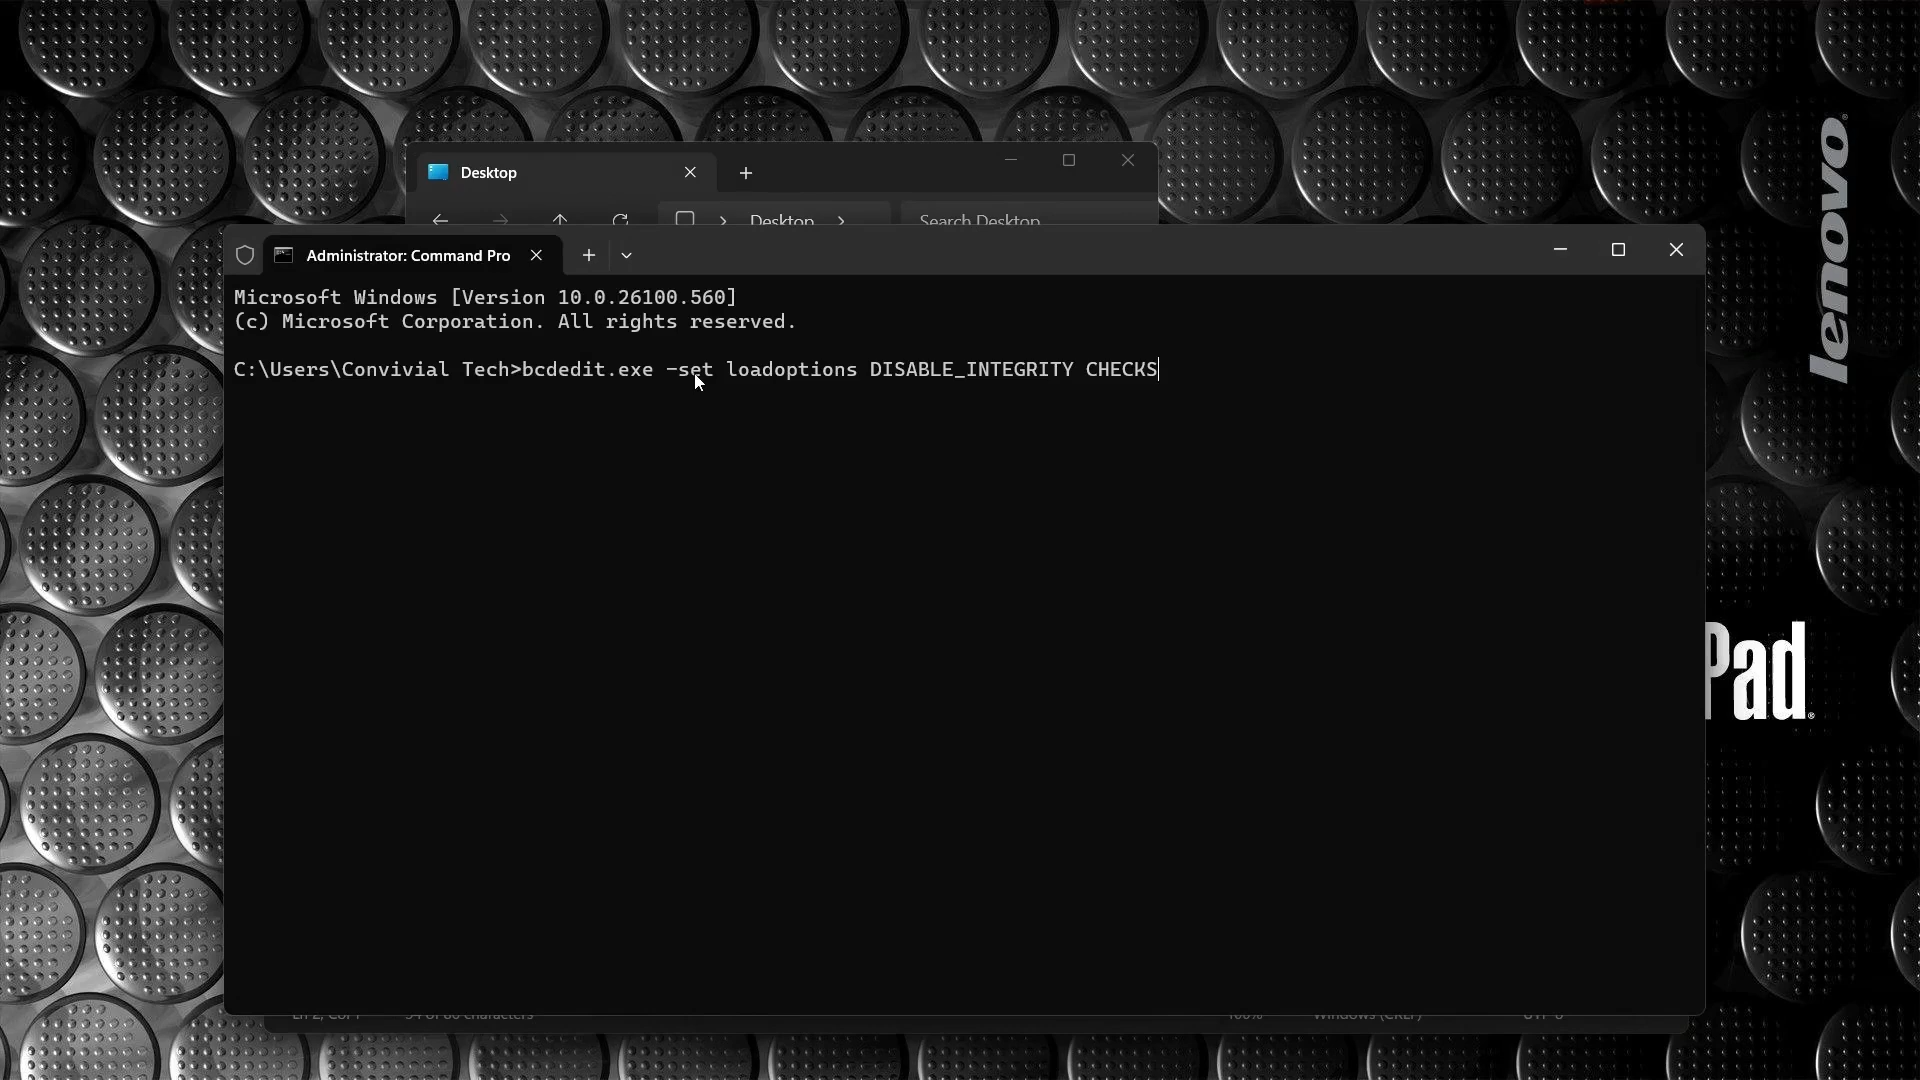 Desktop
Desktop
Search Desktop
Administrator: Command Pro
Microsoft Windows [Version 10.0.26100.560]
(c) Microsoft Corporation. All rights reserved.
C:\Users\Convivial Tech>bcdedit.exe -set loadoptions DISABLE_INTEGRITY CHECKS
lenovo
Pad